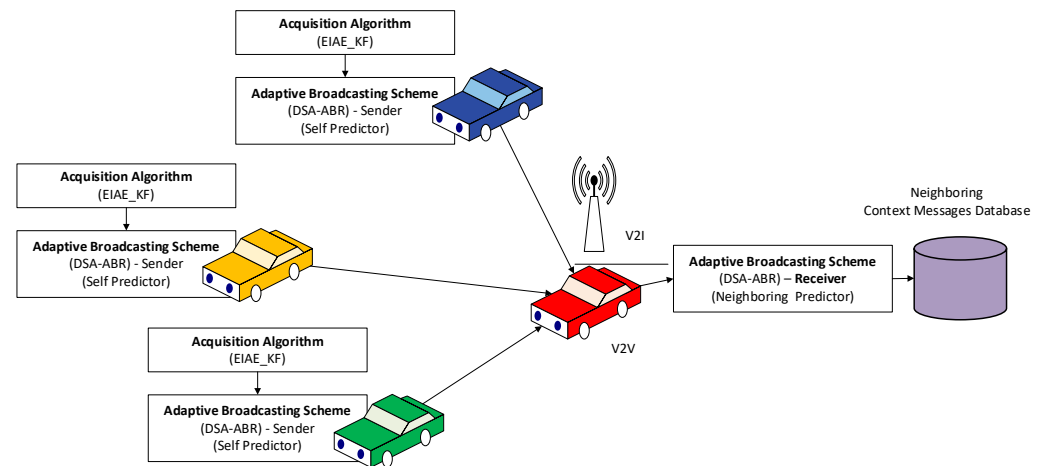 Acquisition Algorithm
(EIAE_KF)
Adaptive Broadcasting Scheme
(DSA-ABR) - Sender
(Self Predictor)
Acquisition Algorithm
(EIAE_KF)
Adaptive Broadcasting Scheme
(DSA-ABR) - Sender
(Self Predictor)
Acquisition Algorithm
(EIAE_KF)
Adaptive Broadcasting Scheme
(DSA-ABR) - Sender
(Self Predictor)
V2I
V2V
Adaptive Broadcasting Scheme
(DSA-ABR) – Receiver
(Neighboring Predictor)
Neighboring
Context Messages Database